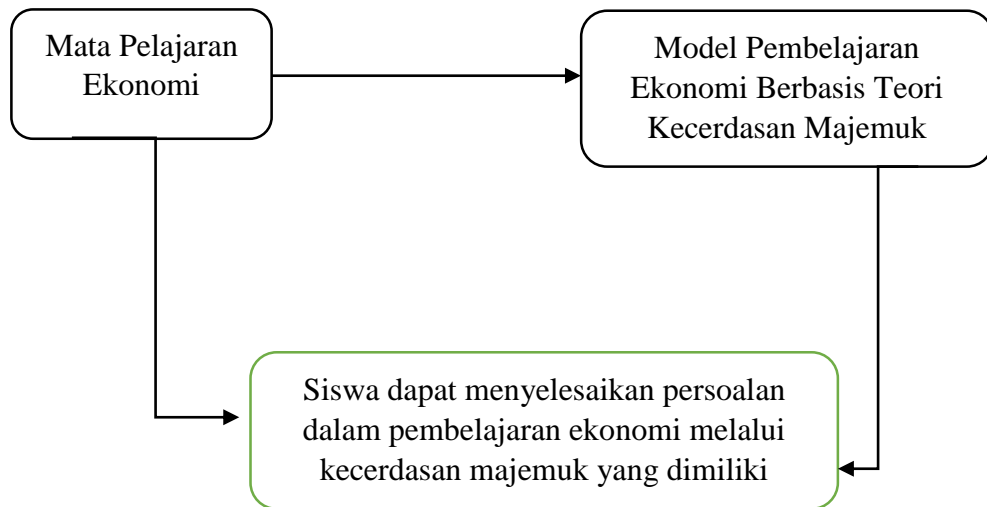 Mata Pelajaran
Ekonomi
Model Pembelajaran
Ekonomi Berbasis Teori
Kecerdasan Majemuk
Siswa dapat menyelesaikan persoalan
dalam pembelajaran ekonomi melalui
kecerdasan majemuk yang dimiliki